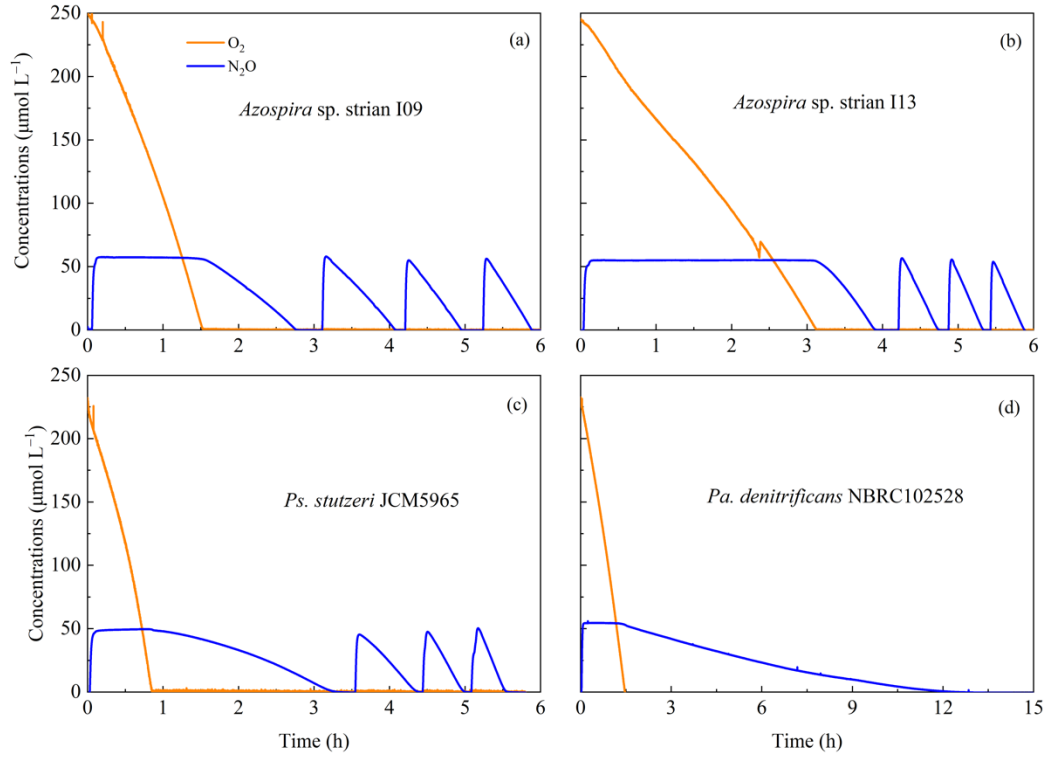 250
200
150
100
50
0
Concentrations (μmol L⁻¹)
O₂
N₂O
(a)
Azospira sp. strian I09
0 1 2 3 4 5 6
(b)
Azospira sp. strian I13
0 1 2 3 4 5 6
250
200
150
100
50
0
Concentrations (μmol L⁻¹)
(c)
Ps. stutzeri JCM5965
0 1 2 3 4 5 6
Time (h)
(d)
Pa. denitrificans NBRC102528
0 3 6 9 12 15
Time (h)